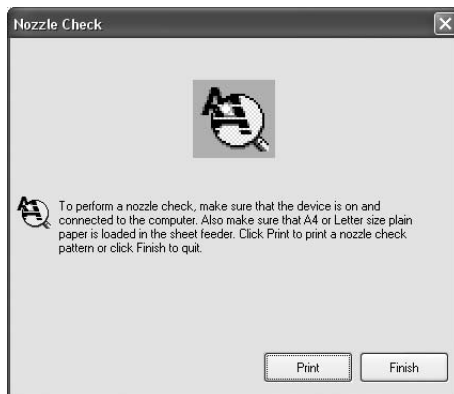 Nozzle Check
To perform a nozzle check, make sure that the device is on and
connected to the computer. Also make sure that A4 or Letter size plain
paper is loaded in the sheet feeder. Click Print to print a nozzle check
pattern or click Finish to quit.
Print
Finish